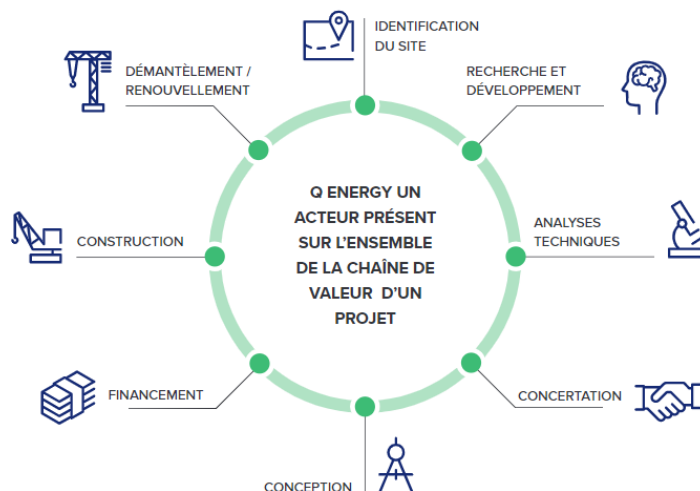 IDENTIFICATION
DU SITE
RECHERCHE ET
DÉVELOPPEMENT
ANALYSES
TECHNIQUES
CONCERTATION
CONCEPTION
FINANCEMENT
CONSTRUCTION
DÉMANTÈLEMENT /
RENOUVELLEMENT
Q ENERGY UN
ACTEUR PRÉSENT
SUR L'ENSEMBLE
DE LA CHAÎNE DE
VALEUR D'UN
PROJET